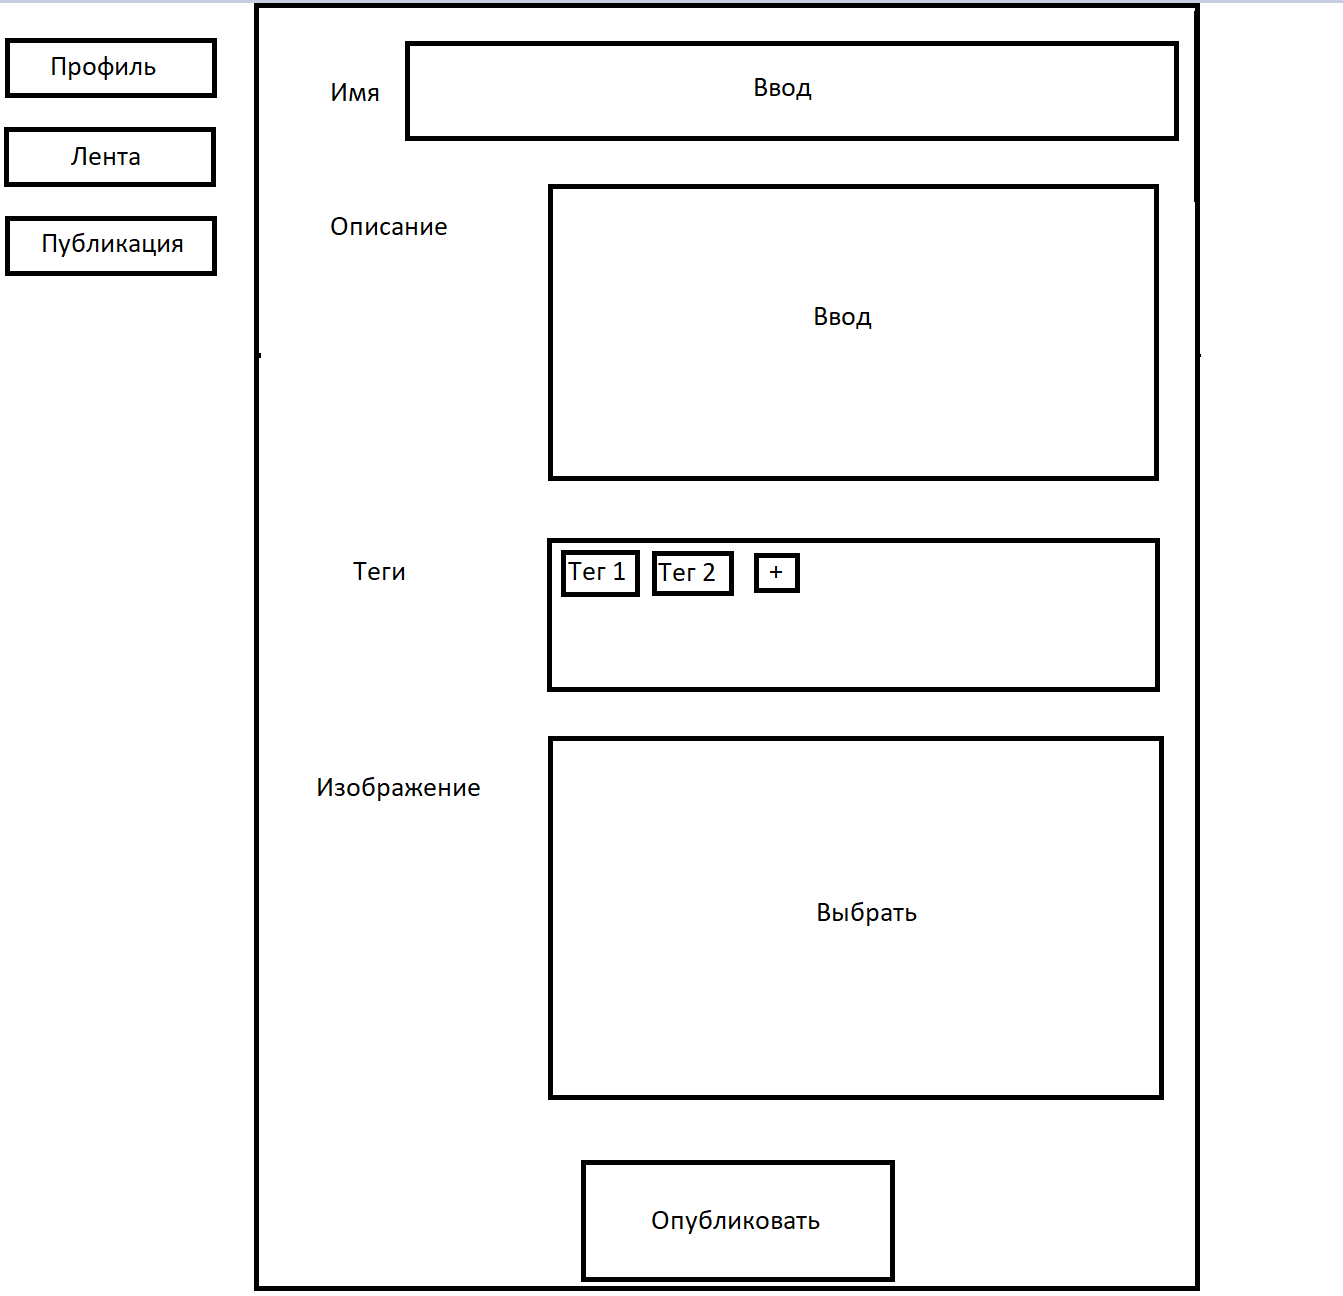 Профиль
Лента
Публикация
Имя
Ввод
Описание
Ввод
Теги
Тег 1
Тег 2
+
Изображение
Выбрать
Опубликовать